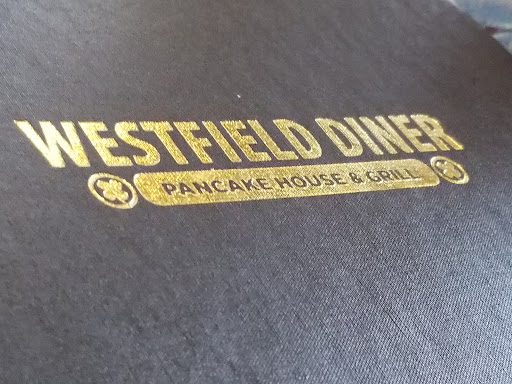 WESTFIELD DINER
PANCAKE HOUSE & GRILL